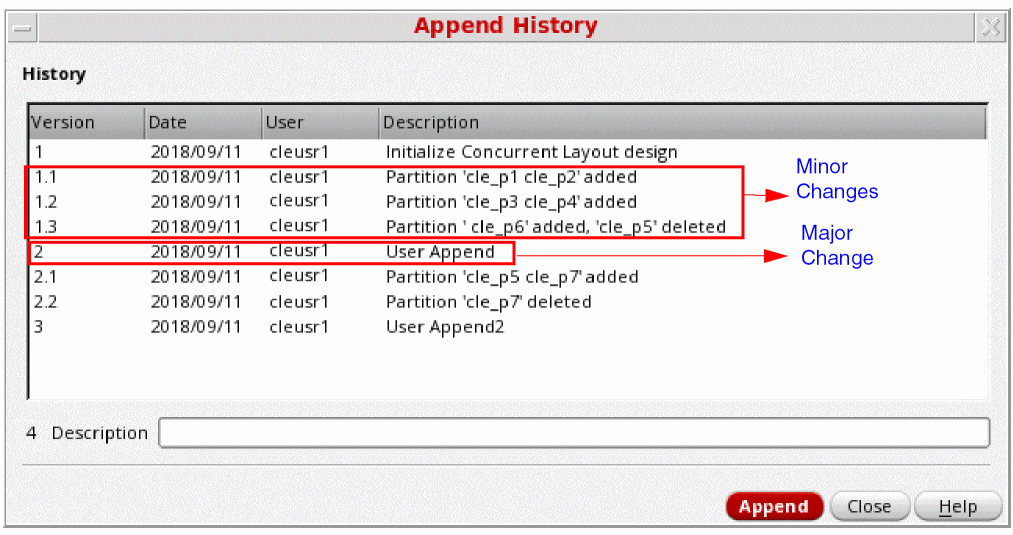 Append History
History
Version Date User Description
1 2018/09/11 cleusr1 Initialize Concurrent Layout design
1.1 2018/09/11 cleusr1 Partition 'cle_p1 cle_p2' added
1.2 2018/09/11 cleusr1 Partition 'cle_p3 cle_p4' added
1.3 2018/09/11 cleusr1 Partition ' cle_p6' added, 'cle_p5' deleted
2 2018/09/11 cleusr1 User Append
2.1 2018/09/11 cleusr1 Partition 'cle_p5 cle_p7' added
2.2 2018/09/11 cleusr1 Partition 'cle_p7' deleted
3 2018/09/11 cleusr1 User Append2
Minor
Changes
Major
Change
4 Description
Append Close Help